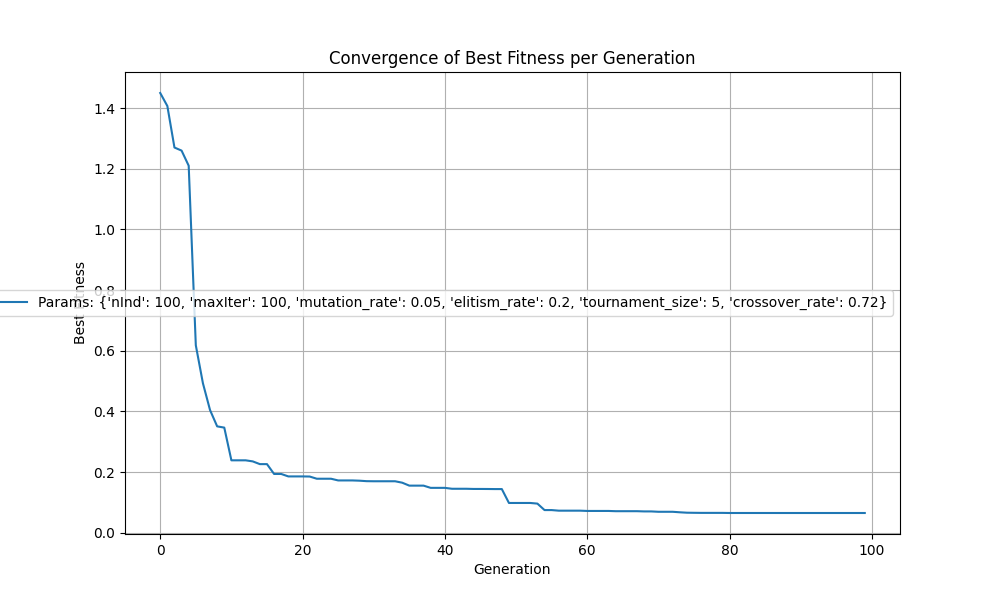 Convergence of Best Fitness per Generation
1.4
1.2
1.0
0.8
0.6
0.4
0.2
0.0
Best Fitness
Params: {'nInd': 100, 'maxIter': 100, 'mutation_rate': 0.05, 'elitism_rate': 0.2, 'tournament_size': 5, 'crossover_rate': 0.72}
0 20 40 60 80 100
Generation